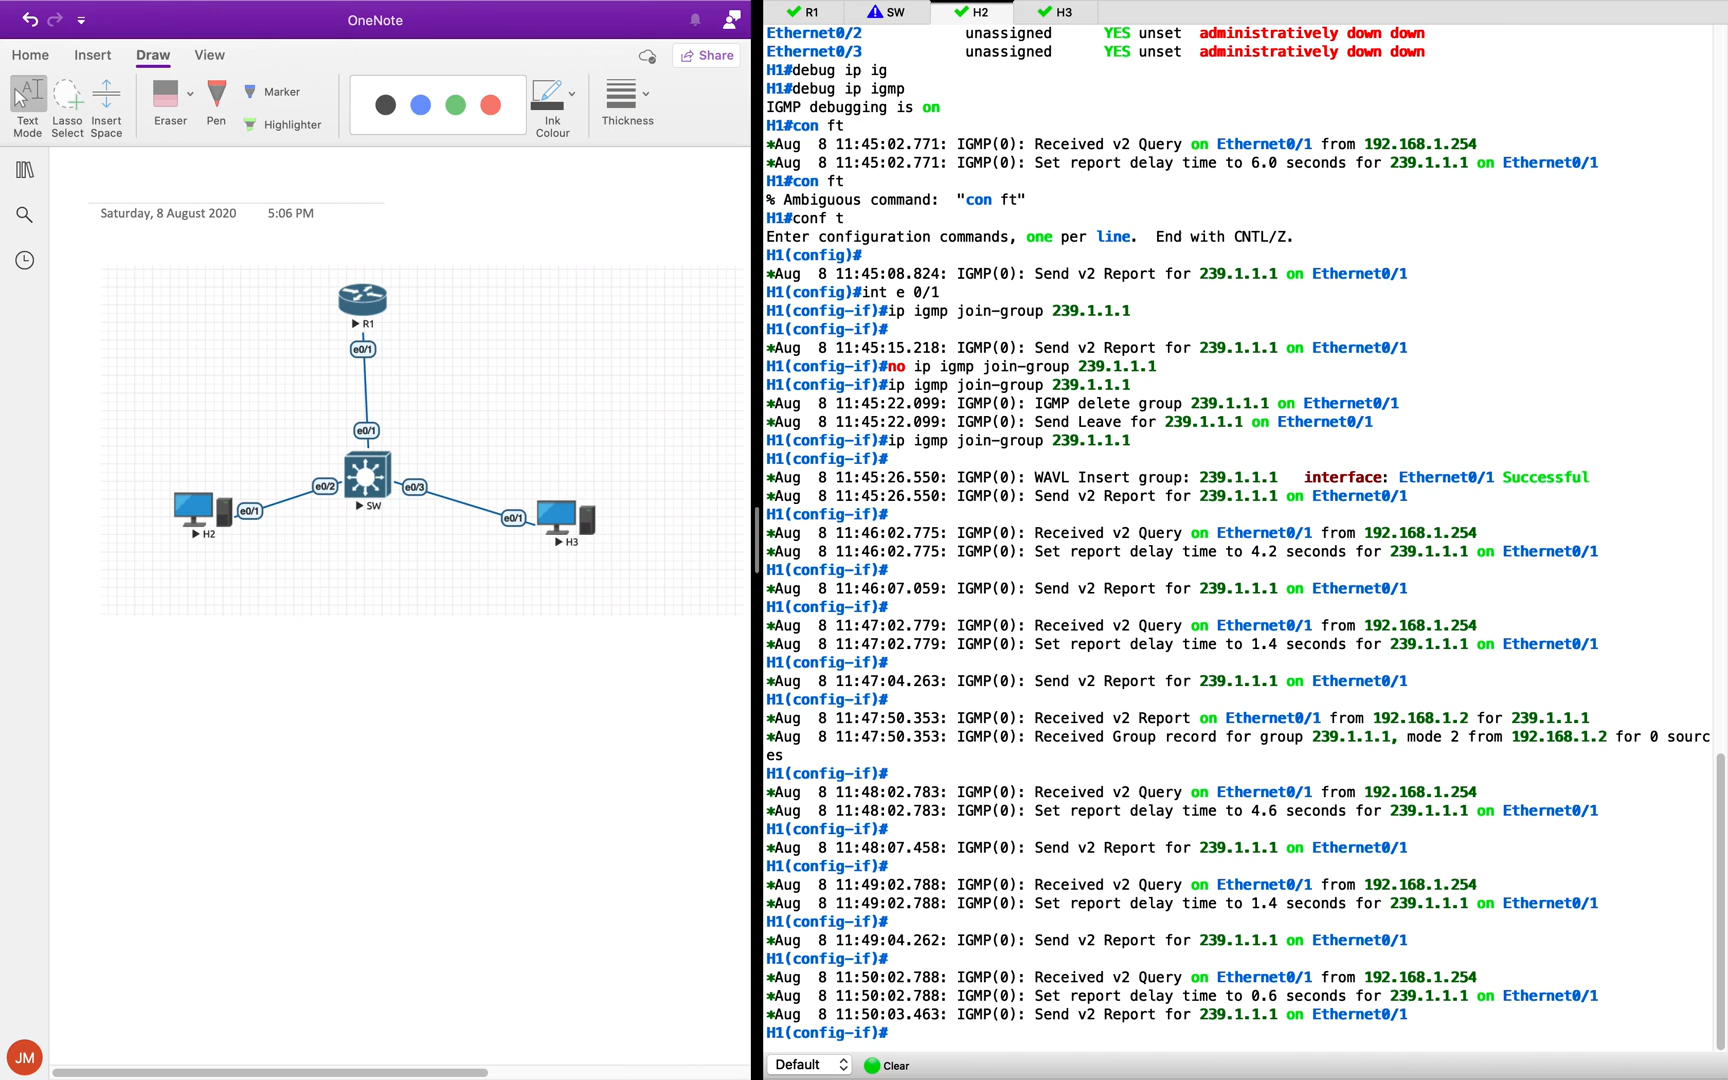 OneNote
Home Insert Draw View
Share
Text Mode
Lasso Select
Insert Space
Eraser
Pen
Marker
Highlighter
Ink Colour
Thickness
Saturday, 8 August 2020 5:06 PM
R1
e0/1
e0/1
e0/2
e0/3
SW
e0/1
H2
e0/1
H3
JM
R1 SW H2 H3
Ethernet0/2 unassigned YES unset administratively down down
Ethernet0/3 unassigned YES unset administratively down down
H1#debug ip ig
H1#debug ip igmp
IGMP debugging is on
H1#con ft
*Aug 8 11:45:02.771: IGMP(0): Received v2 Query on Ethernet0/1 from 192.168.1.254
*Aug 8 11:45:02.771: IGMP(0): Set report delay time to 6.0 seconds for 239.1.1.1 on Ethernet0/1
H1#con ft
% Ambiguous command: "con ft"
H1#conf t
Enter configuration commands, one per line. End with CNTL/Z.
H1(config)#
*Aug 8 11:45:08.824: IGMP(0): Send v2 Report for 239.1.1.1 on Ethernet0/1
H1(config)#int e 0/1
H1(config-if)#ip igmp join-group 239.1.1.1
H1(config-if)#
*Aug 8 11:45:15.218: IGMP(0): Send v2 Report for 239.1.1.1 on Ethernet0/1
H1(config-if)#no ip igmp join-group 239.1.1.1
H1(config-if)#ip igmp join-group 239.1.1.1
*Aug 8 11:45:22.099: IGMP(0): IGMP delete group 239.1.1.1 on Ethernet0/1
*Aug 8 11:45:22.099: IGMP(0): Send Leave for 239.1.1.1 on Ethernet0/1
H1(config-if)#ip igmp join-group 239.1.1.1
H1(config-if)#
*Aug 8 11:45:26.550: IGMP(0): WAVL Insert group: 239.1.1.1 interface: Ethernet0/1 Successful
*Aug 8 11:45:26.550: IGMP(0): Send v2 Report for 239.1.1.1 on Ethernet0/1
H1(config-if)#
*Aug 8 11:46:02.775: IGMP(0): Received v2 Query on Ethernet0/1 from 192.168.1.254
*Aug 8 11:46:02.775: IGMP(0): Set report delay time to 4.2 seconds for 239.1.1.1 on Ethernet0/1
H1(config-if)#
*Aug 8 11:46:07.059: IGMP(0): Send v2 Report for 239.1.1.1 on Ethernet0/1
H1(config-if)#
*Aug 8 11:47:02.779: IGMP(0): Received v2 Query on Ethernet0/1 from 192.168.1.254
*Aug 8 11:47:02.779: IGMP(0): Set report delay time to 1.4 seconds for 239.1.1.1 on Ethernet0/1
H1(config-if)#
*Aug 8 11:47:04.263: IGMP(0): Send v2 Report for 239.1.1.1 on Ethernet0/1
H1(config-if)#
*Aug 8 11:47:50.353: IGMP(0): Received v2 Report on Ethernet0/1 from 192.168.1.2 for 239.1.1.1
*Aug 8 11:47:50.353: IGMP(0): Received Group record for group 239.1.1.1, mode 2 from 192.168.1.2 for 0 sourc
es
H1(config-if)#
*Aug 8 11:48:02.783: IGMP(0): Received v2 Query on Ethernet0/1 from 192.168.1.254
*Aug 8 11:48:02.783: IGMP(0): Set report delay time to 4.6 seconds for 239.1.1.1 on Ethernet0/1
H1(config-if)#
*Aug 8 11:48:07.458: IGMP(0): Send v2 Report for 239.1.1.1 on Ethernet0/1
H1(config-if)#
*Aug 8 11:49:02.788: IGMP(0): Received v2 Query on Ethernet0/1 from 192.168.1.254
*Aug 8 11:49:02.788: IGMP(0): Set report delay time to 1.4 seconds for 239.1.1.1 on Ethernet0/1
H1(config-if)#
*Aug 8 11:49:04.262: IGMP(0): Send v2 Report for 239.1.1.1 on Ethernet0/1
H1(config-if)#
*Aug 8 11:50:02.788: IGMP(0): Received v2 Query on Ethernet0/1 from 192.168.1.254
*Aug 8 11:50:02.788: IGMP(0): Set report delay time to 0.6 seconds for 239.1.1.1 on Ethernet0/1
*Aug 8 11:50:03.463: IGMP(0): Send v2 Report for 239.1.1.1 on Ethernet0/1
H1(config-if)#
Default Clear